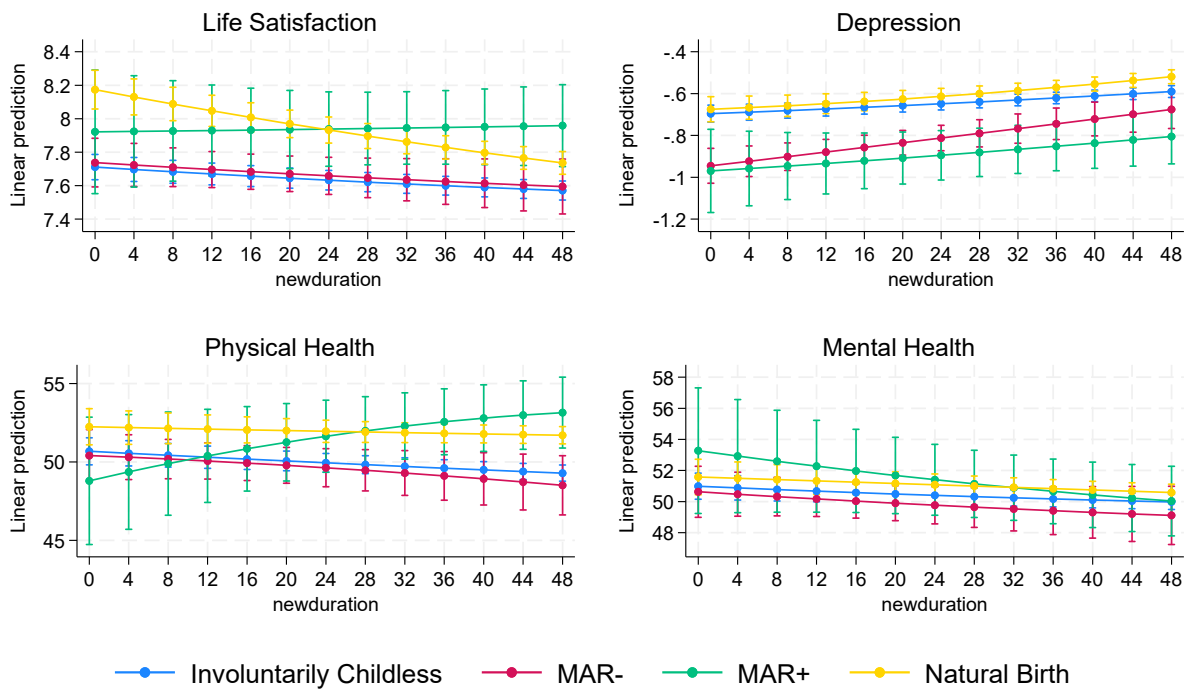 Life Satisfaction
Linear prediction
8.4
8.2
8
7.8
7.6
7.4
0 4 8 12 16 20 24 28 32 36 40 44 48
newduration
Depression
Linear prediction
-.4
-.6
-.8
-1
-1.2
0 4 8 12 16 20 24 28 32 36 40 44 48
newduration
Physical Health
Linear prediction
55
50
45
0 4 8 12 16 20 24 28 32 36 40 44 48
newduration
Mental Health
Linear prediction
58
56
54
52
50
48
0 4 8 12 16 20 24 28 32 36 40 44 48
newduration
Involuntarily Childless MAR- MAR+ Natural Birth